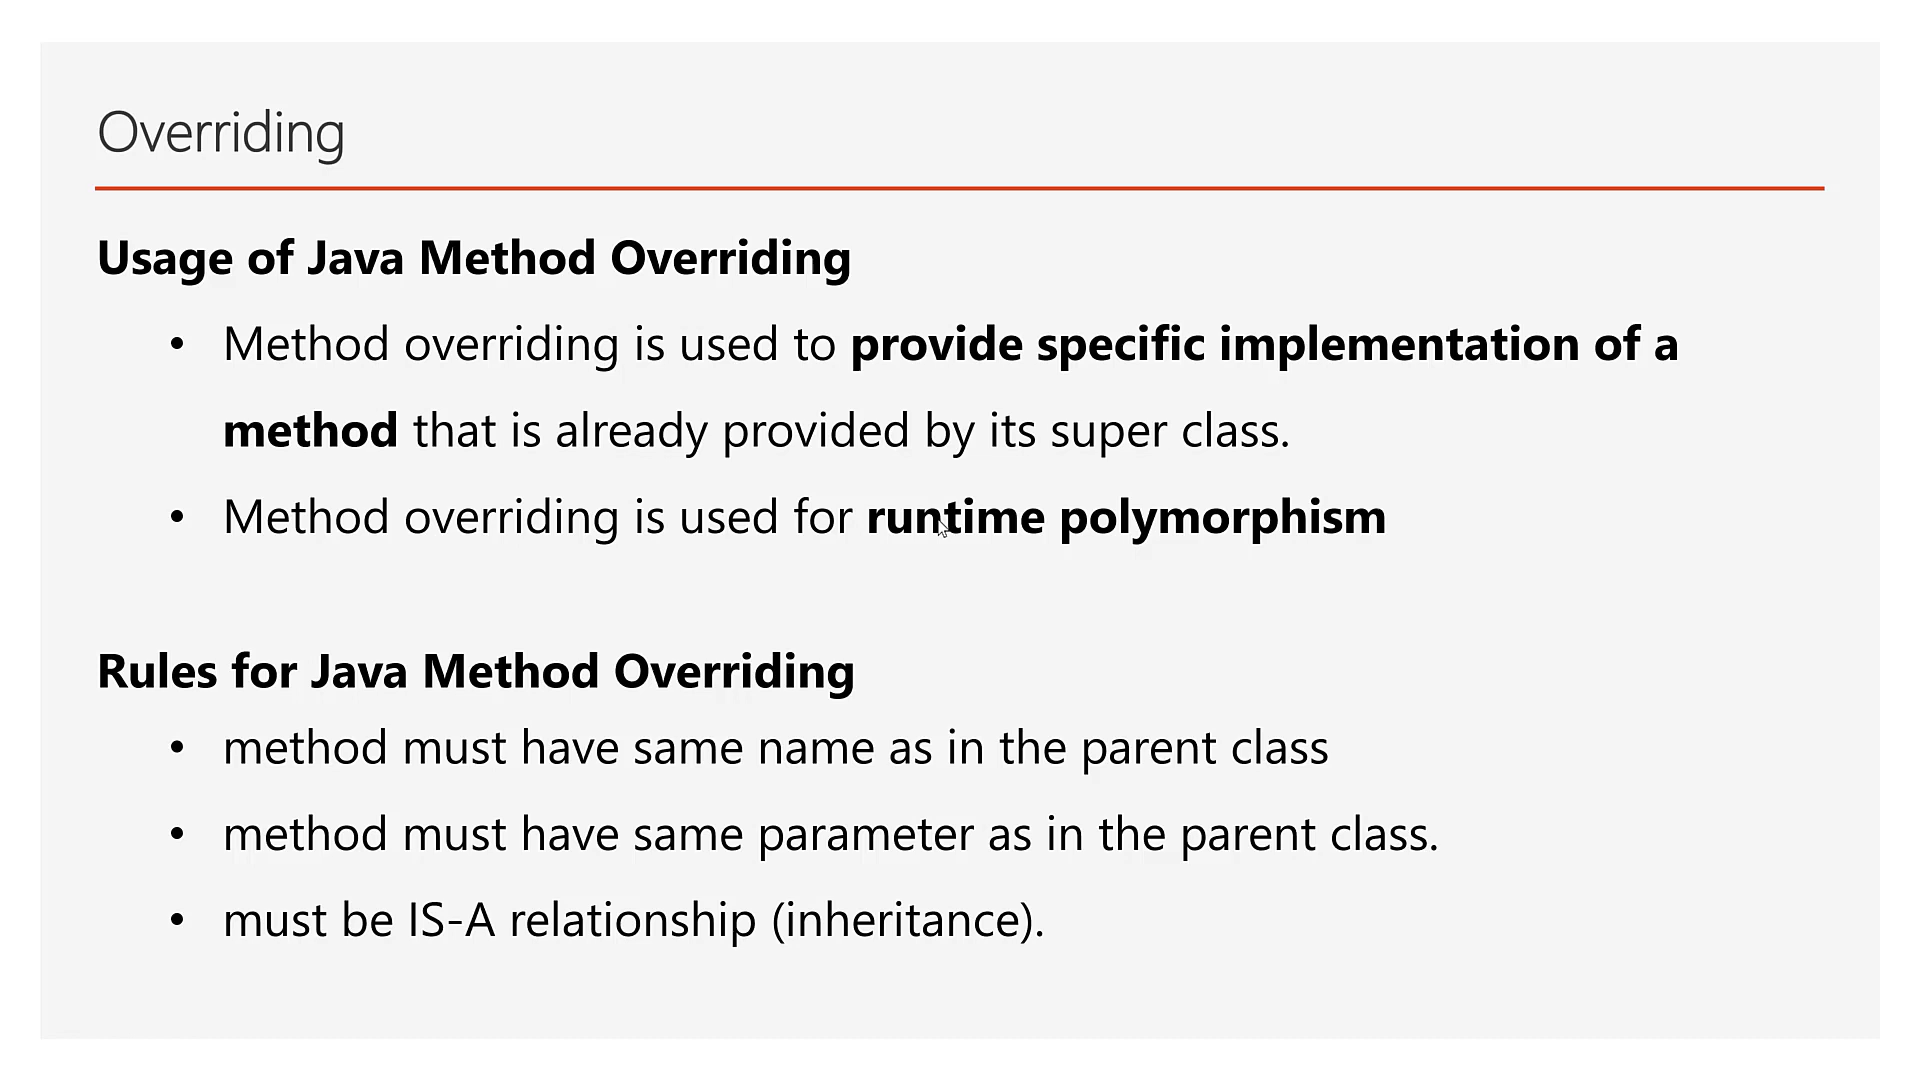 Overriding
Usage of Java Method Overriding
• Method overriding is used to provide specific implementation of a
method that is already provided by its super class.
• Method overriding is used for runtime polymorphism
Rules for Java Method Overriding
• method must have same name as in the parent class
• method must have same parameter as in the parent class.
• must be IS-A relationship (inheritance).